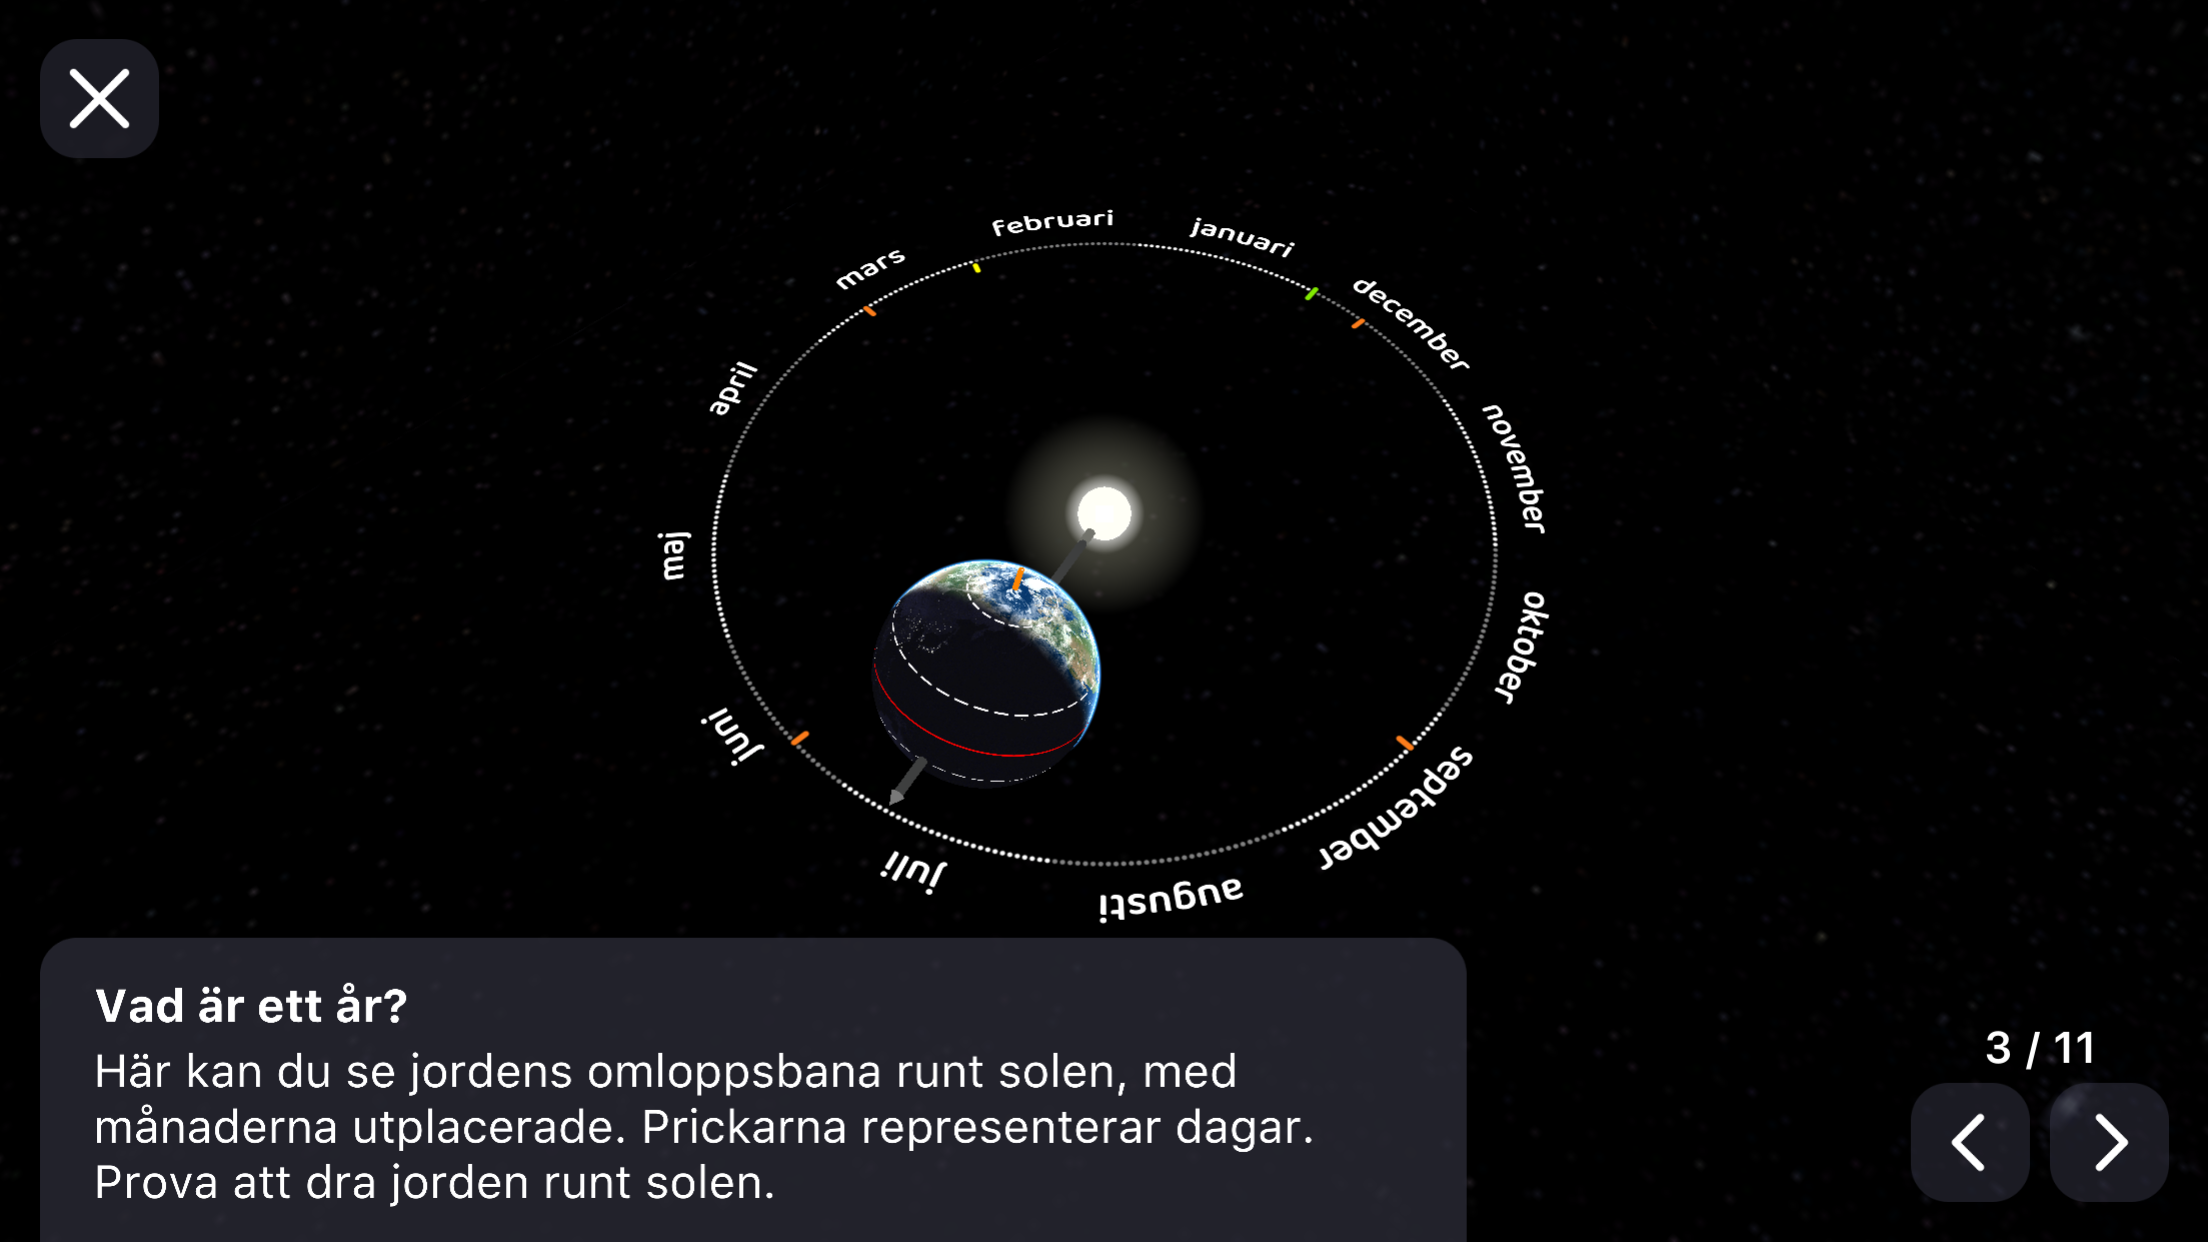 februari
januari
mars
december
april
november
maj
oktober
juni
september
juli
augusti
Vad är ett år?
Här kan du se jordens omloppsbana runt solen, med
månaderna utplacerade. Prickarna representerar dagar.
Prova att dra jorden runt solen.
3 / 11